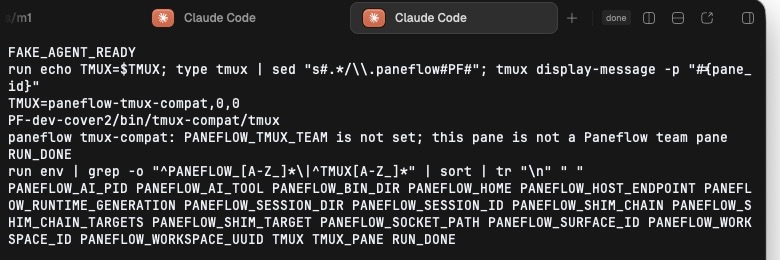 s/m1
Claude Code
Claude Code
done
FAKE_AGENT_READY
run echo TMUX=$TMUX; type tmux | sed "s#.*/\\.paneflow#PF#"; tmux display-message -p "#{pane_
id}"
TMUX=paneflow-tmux-compat,0,0
PF-dev-cover2/bin/tmux-compat/tmux
paneflow tmux-compat: PANEFLOW_TMUX_TEAM is not set; this pane is not a Paneflow team pane
RUN_DONE
run env | grep -o "^PANEFLOW_[A-Z_]*\|^TMUX[A-Z_]*" | sort | tr "\n" " "
PANEFLOW_AI_PID PANEFLOW_AI_TOOL PANEFLOW_BIN_DIR PANEFLOW_HOME PANEFLOW_HOST_ENDPOINT PANEFL
OW_RUNTIME_GENERATION PANEFLOW_SESSION_DIR PANEFLOW_SESSION_ID PANEFLOW_SHIM_CHAIN PANEFLOW_S
HIM_CHAIN_TARGETS PANEFLOW_SHIM_TARGET PANEFLOW_SOCKET_PATH PANEFLOW_SURFACE_ID PANEFLOW_WORK
SPACE_ID PANEFLOW_WORKSPACE_UUID TMUX TMUX_PANE RUN_DONE